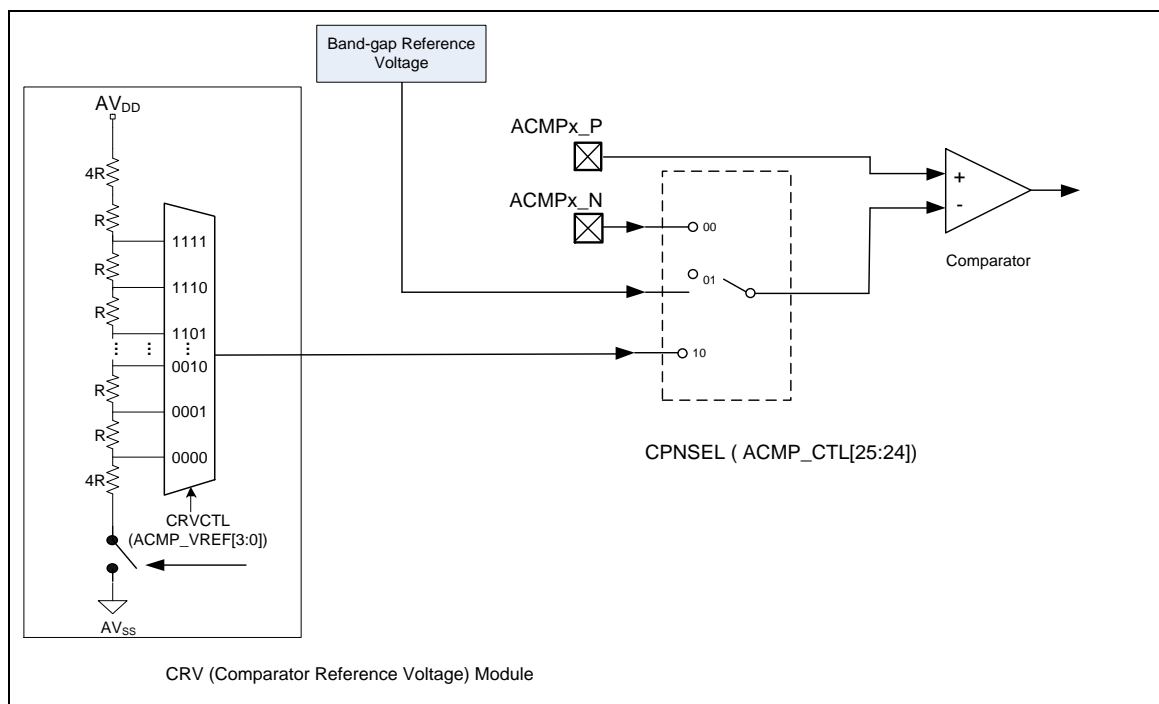 Band-gap Reference
Voltage
AVDD
4R
R
R
R
R
R
4R
1111
1110
1101
...
...
...
0010
0001
0000
CRVCTL
(ACMP_VREF[3:0])
AVSS
CRV (Comparator Reference Voltage) Module
ACMPx_P
ACMPx_N
00
01
10
CPNSEL ( ACMP_CTL[25:24])
+
-
Comparator